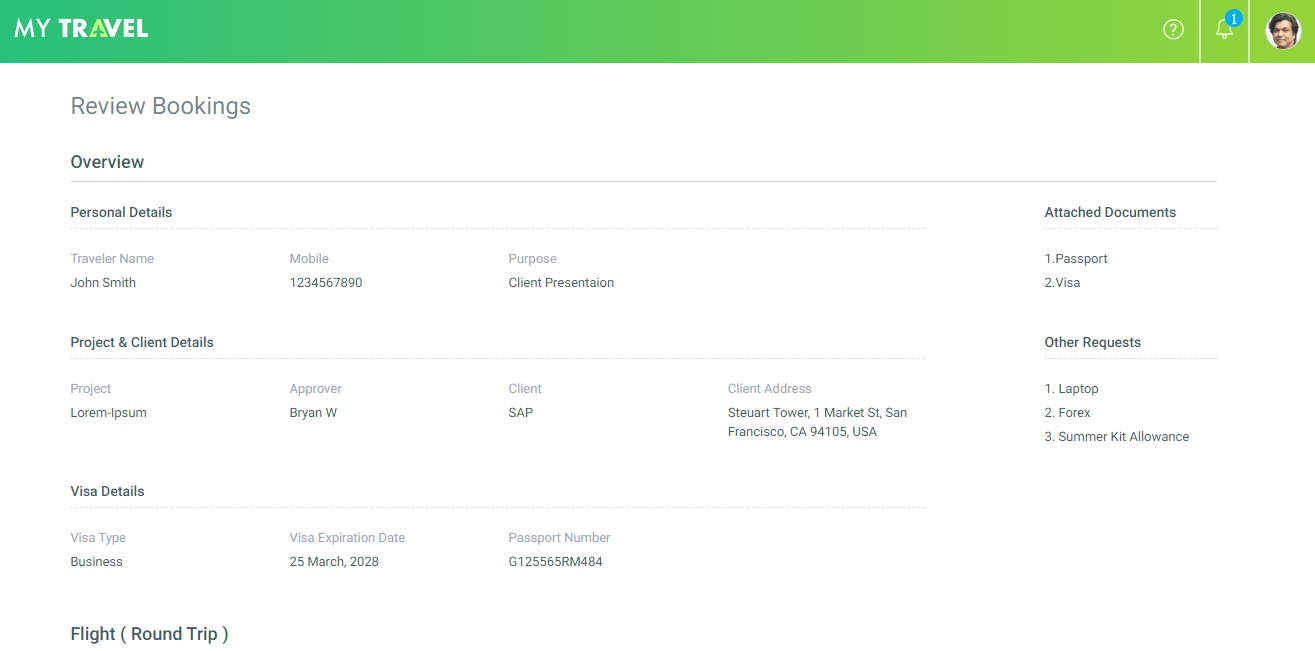 MY TRAVEL
1
Review Bookings
Overview
Personal Details
Traveler Name Mobile Purpose
John Smith 1234567890 Client Presentaion
Attached Documents
1.Passport
2.Visa
Project & Client Details
Project Approver Client Client Address
Lorem-Ipsum Bryan W SAP Steuart Tower, 1 Market St, San
Francisco, CA 94105, USA
Other Requests
1. Laptop
2. Forex
3. Summer Kit Allowance
Visa Details
Visa Type Visa Expiration Date Passport Number
Business 25 March, 2028 G125565RM484
Flight ( Round Trip )